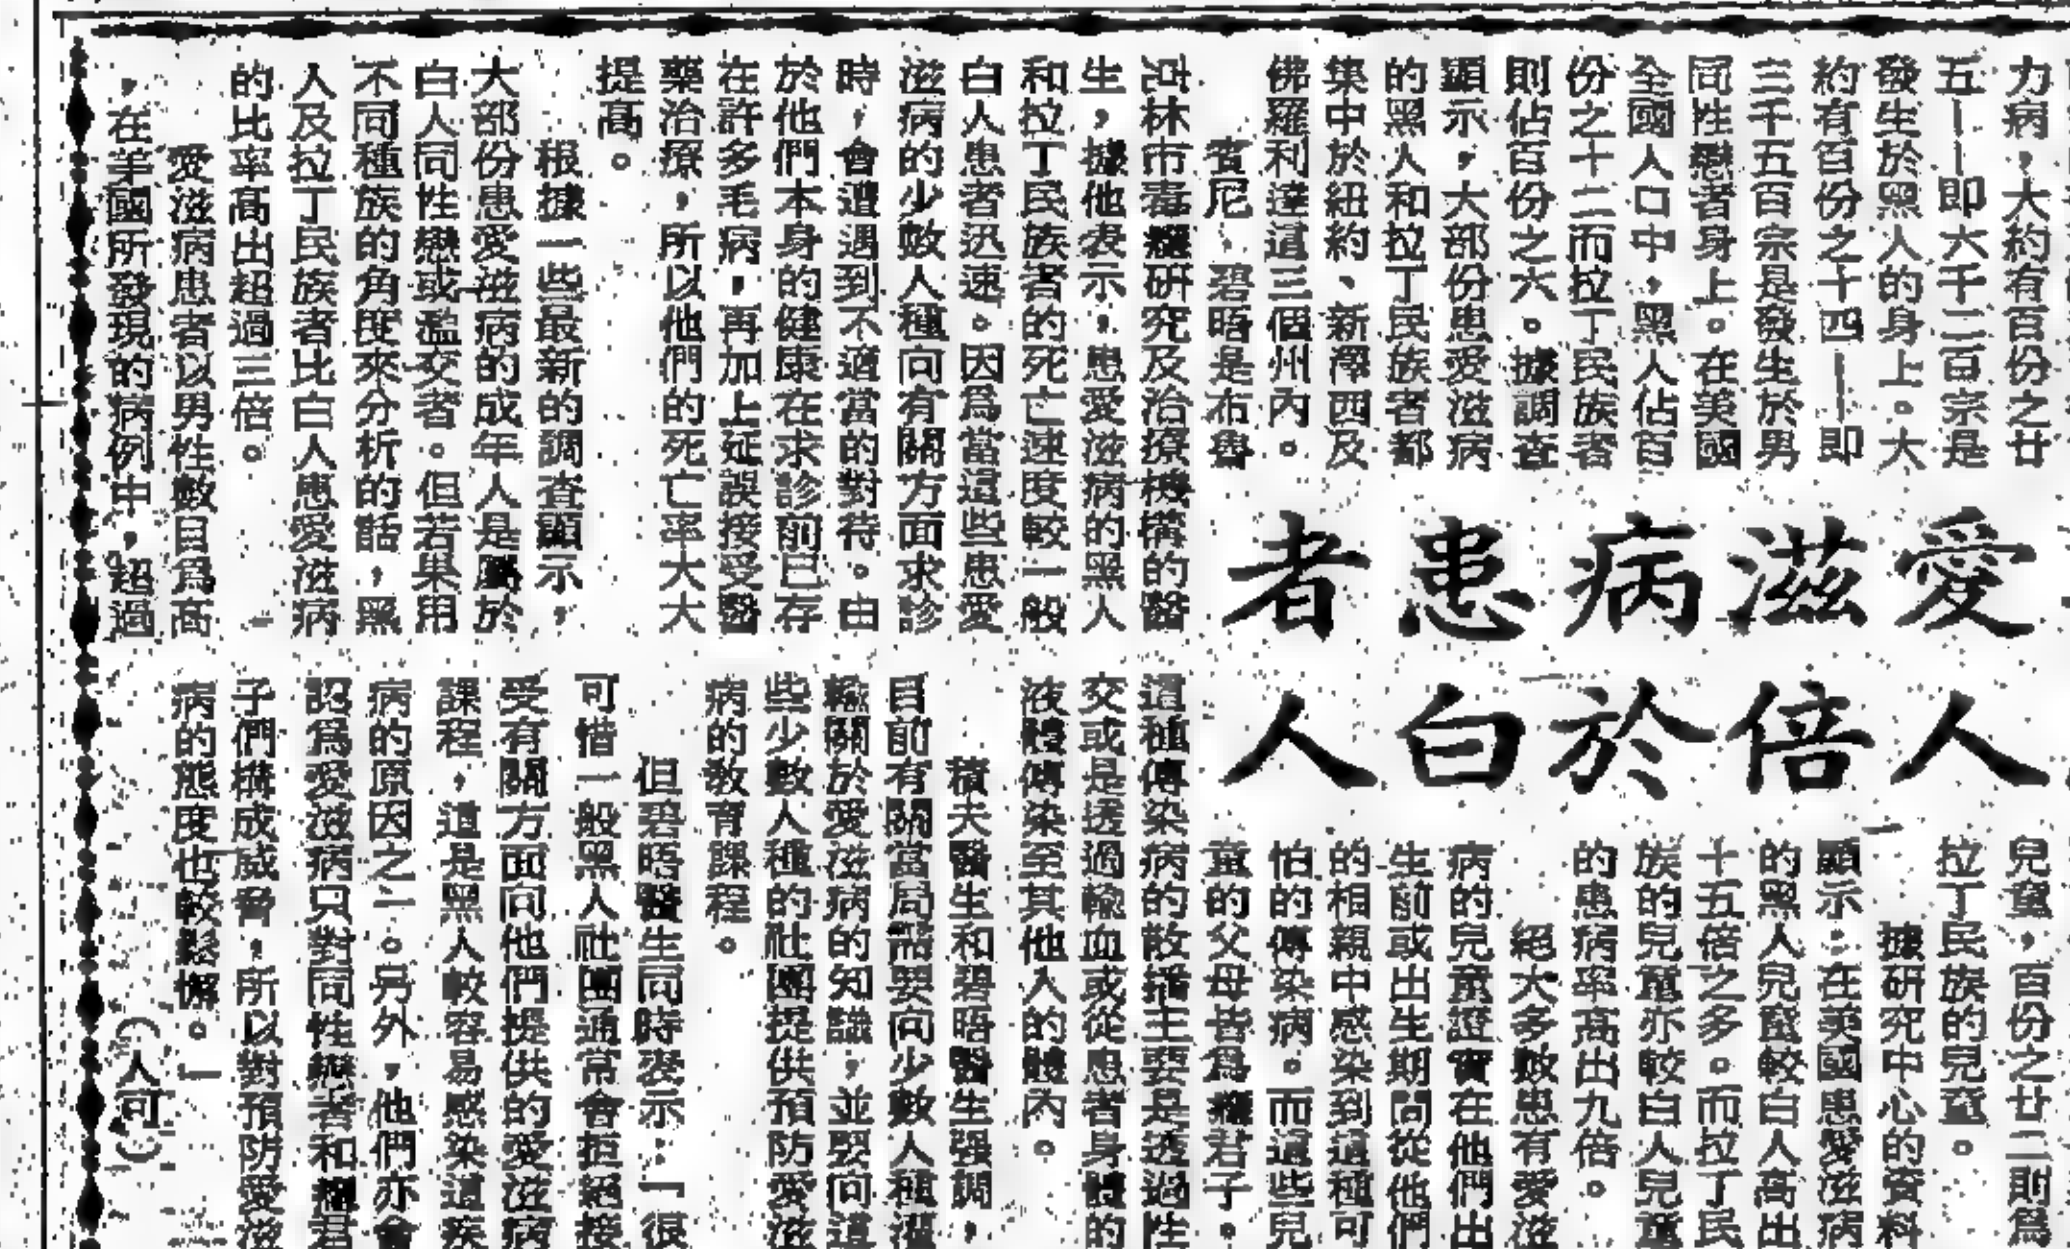 力病，大約有百份之廿
五——即六千二百宗是
發生於黑人的身上。大
約有百份之十四——即
三千五百宗是發生於男
同性戀者身上。在美國
全國人口中，黑人佔百
份之十二而拉丁民族者
則佔百份之六。據調查
顯示，大部份患愛滋病
的黑人和拉丁民族者都
集中於紐約、新澤西及
佛羅利達這三個州內。
賓尼．碧晤是布魯
林市毒癮研究及治療機構的醫
生，據他表示，患愛滋病的黑人
和拉丁民族者的死亡速度較一般
白人患者迅速。因爲當這些患愛
滋病的少數人種向有關方面求診
時，會遭遇到不適當的對待。由
於他們本身的健康在求診前已存
在許多毛病，再加上延誤接受醫
藥治療，所以他們的死亡率大大
提高。
根據一些最新的調查顯示，
大部份患愛滋病的成年人是屬於
白人同性戀或濫交者。但若果用
不同種族的角度來分析的話，黑
人及拉丁民族者比白人患愛滋病
的比率高出超過三倍。
愛滋病患者以男性數目爲高
，在美國所發現的病例中，超過
愛滋病患者
人倍於白人
兒童，百份之廿二則爲
拉丁民族的兒童。
據研究中心的資料
顯示：在美國患愛滋病
的黑人兒童較白人高出
十五倍之多。而拉丁民
族的兒童亦較白人兒童
的患病率高出九倍。
絕大多數患有愛滋
病的兒童證實在他們出
生前或出生期間從他們
的相親中感染到這種可
怕的傳染病。而這些兒
童的父母皆爲癮君子。
這種傳染病的散播主要是透過性
交或是透過輸血或從患者身體的
液體傳染至其他人的體內。
積夫醫生和碧晤醫生强調，
目前有關當局需要向少數人種灌
輸關於愛滋病的知識，並要向這
些少數人種的社團提供預防愛滋
病的教育課程。
但碧晤醫生同時表示：「很
可惜一般黑人社團通常會拒絕接
受有關方面向他們提供的愛滋病
課程，這是黑人較容易感染這疾
病的原因之一。另外，他們亦會
認爲愛滋病只對同性戀者和癮君
子們構成威脅，所以對預防愛滋
病的態度也較鬆懈。」
（人可）